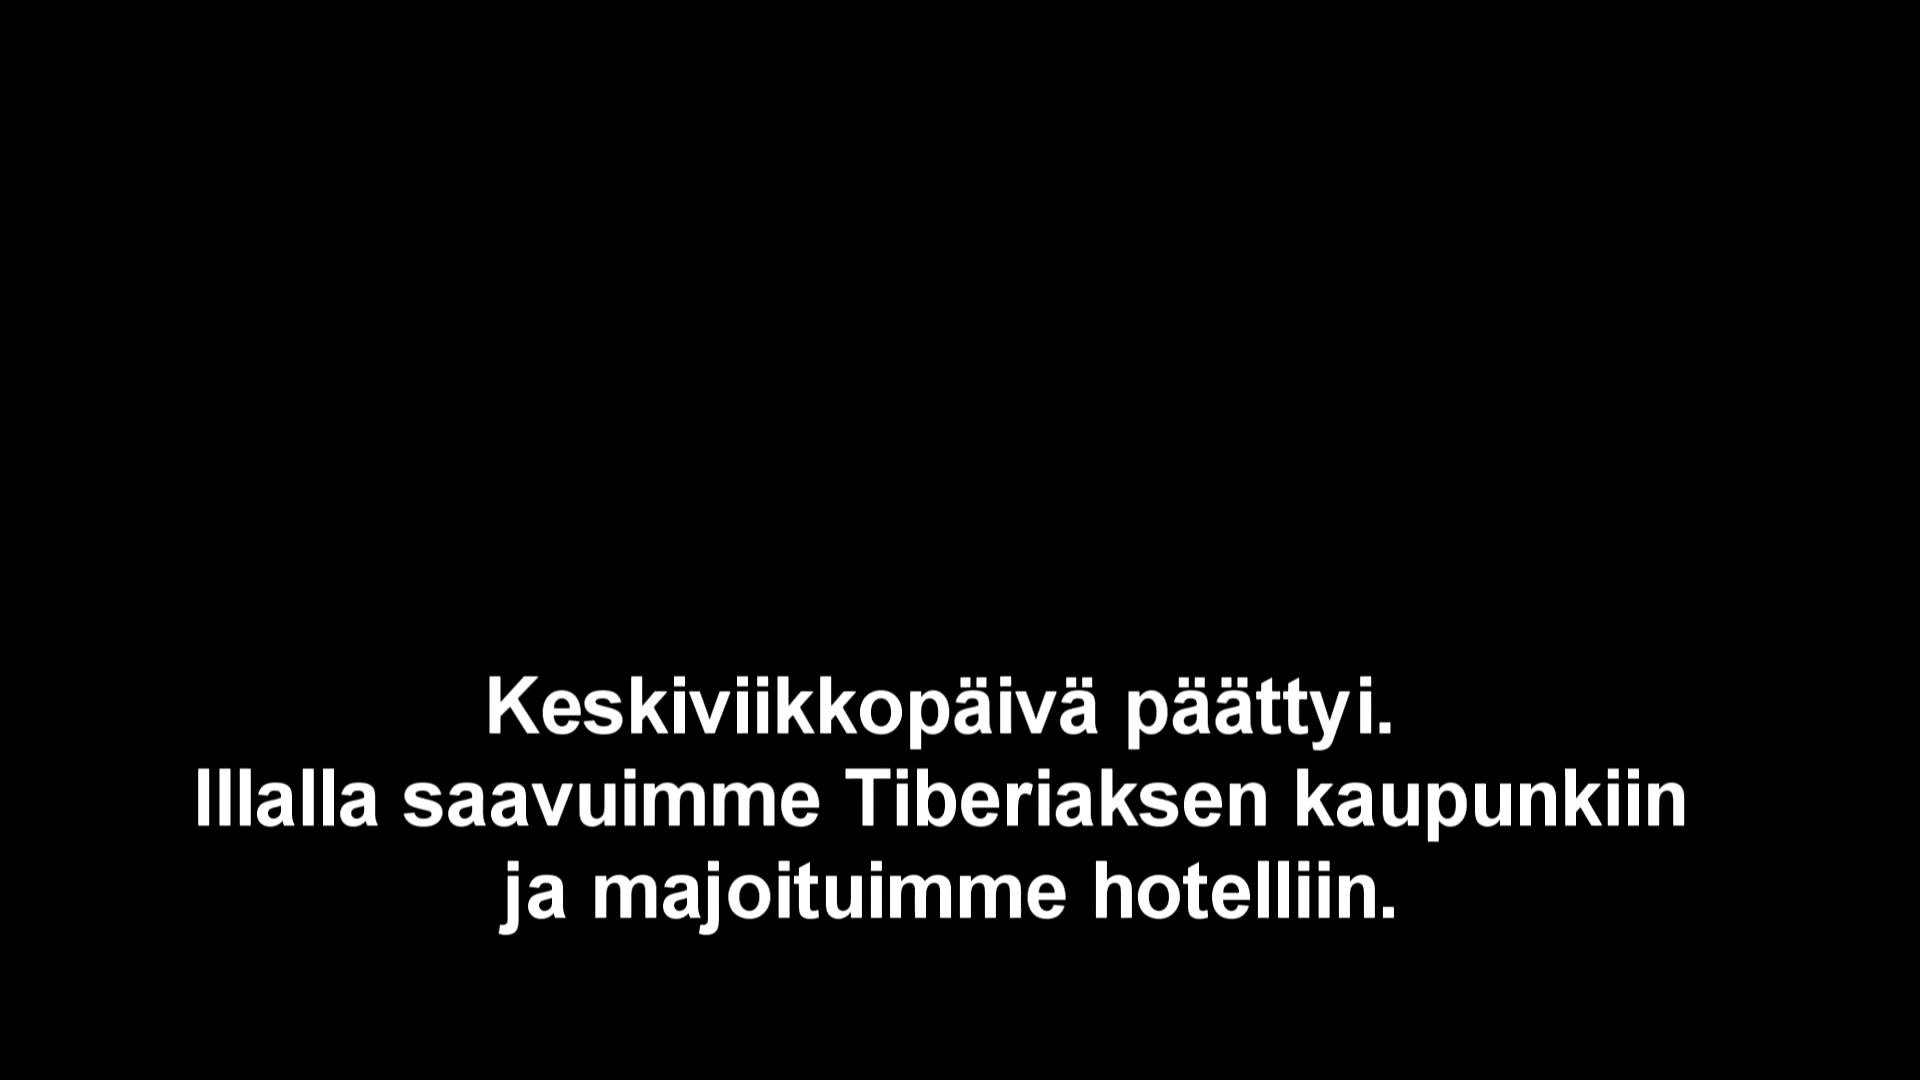 Keskiviikkopäivä päättyi.
Illalla saavuimme Tiberiaksen kaupunkiin
ja majoituimme hotelliin.